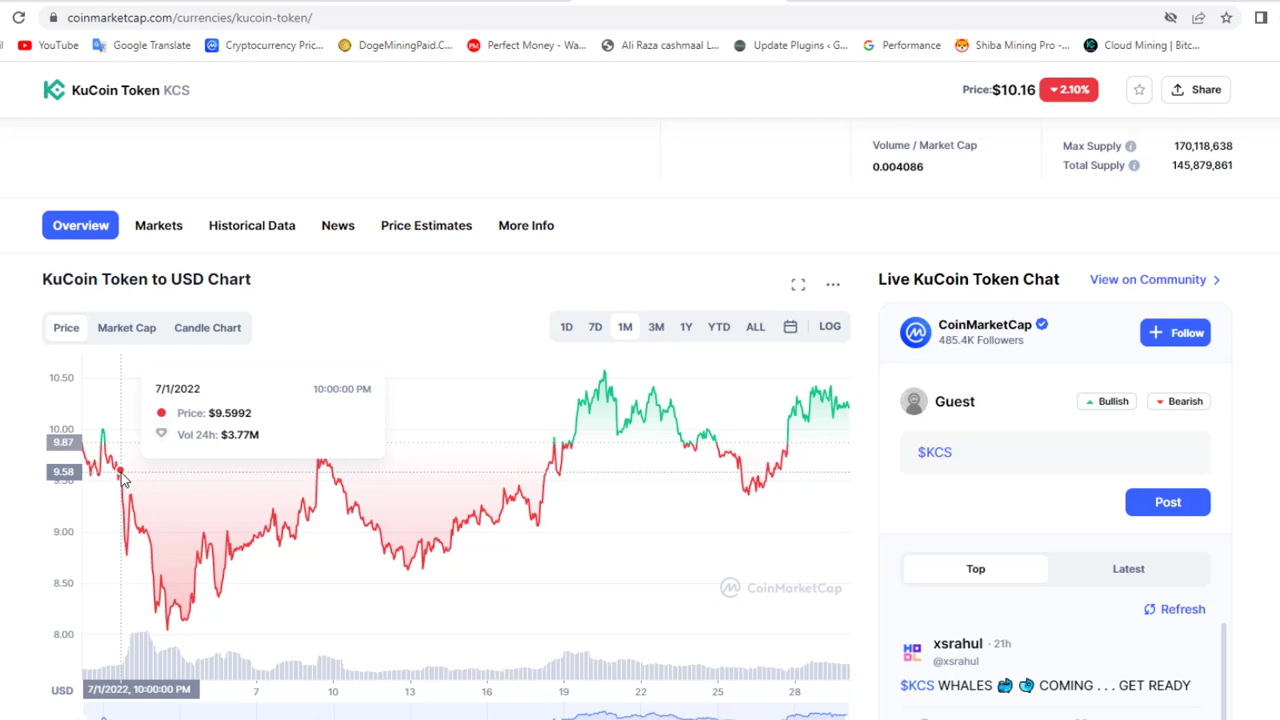 coinmarketcap.com/currencies/kucoin-token/
YouTube Google Translate Cryptocurrency Pric... DogeMiningPaid.C... Perfect Money - Wa... Ali Raza cashmaal L... Update Plugins ‹ G... Performance Shiba Mining Pro -... Cloud Mining | Bitc...
KuCoin Token KCS Price:$10.16 2.10% Share
Volume / Market Cap Max Supply 170,118,638
0.004086 Total Supply 145,879,861
Overview Markets Historical Data News Price Estimates More Info
KuCoin Token to USD Chart
Price Market Cap Candle Chart
1D 7D 1M 3M 1Y YTD ALL LOG
10.50
10.00
9.87
9.58
9.00
8.50
8.00
7/1/2022 10:00:00 PM
Price: $9.5992
Vol 24h: $3.77M
CoinMarketCap
USD 7/1/2022, 10:00:00 PM 7 10 13 16 19 22 25 28
Live KuCoin Token Chat View on Community
CoinMarketCap
485.4K Followers
Follow
Guest Bullish Bearish
$KCS
Post
Top Latest
Refresh
xsrahul · 21h
@xsrahul
$KCS WHALES COMING . . . GET READY